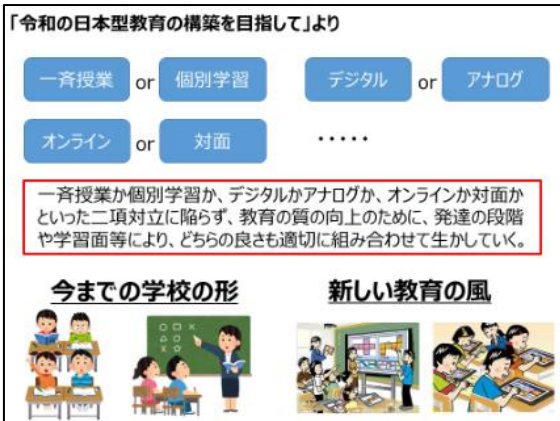 「令和の日本型教育の構築を目指して」より
一斉授業 or 個別学習 デジタル or アナログ
オンライン or 対面 ・・・・・
一斉授業か個別学習か、デジタルかアナログか、オンラインか対面か
といった二項対立に陥らず、教育の質の向上のために、発達の段階
や学習面等により、どちらの良さも適切に組み合わせて生かしていく。
今までの学校の形 新しい教育の風